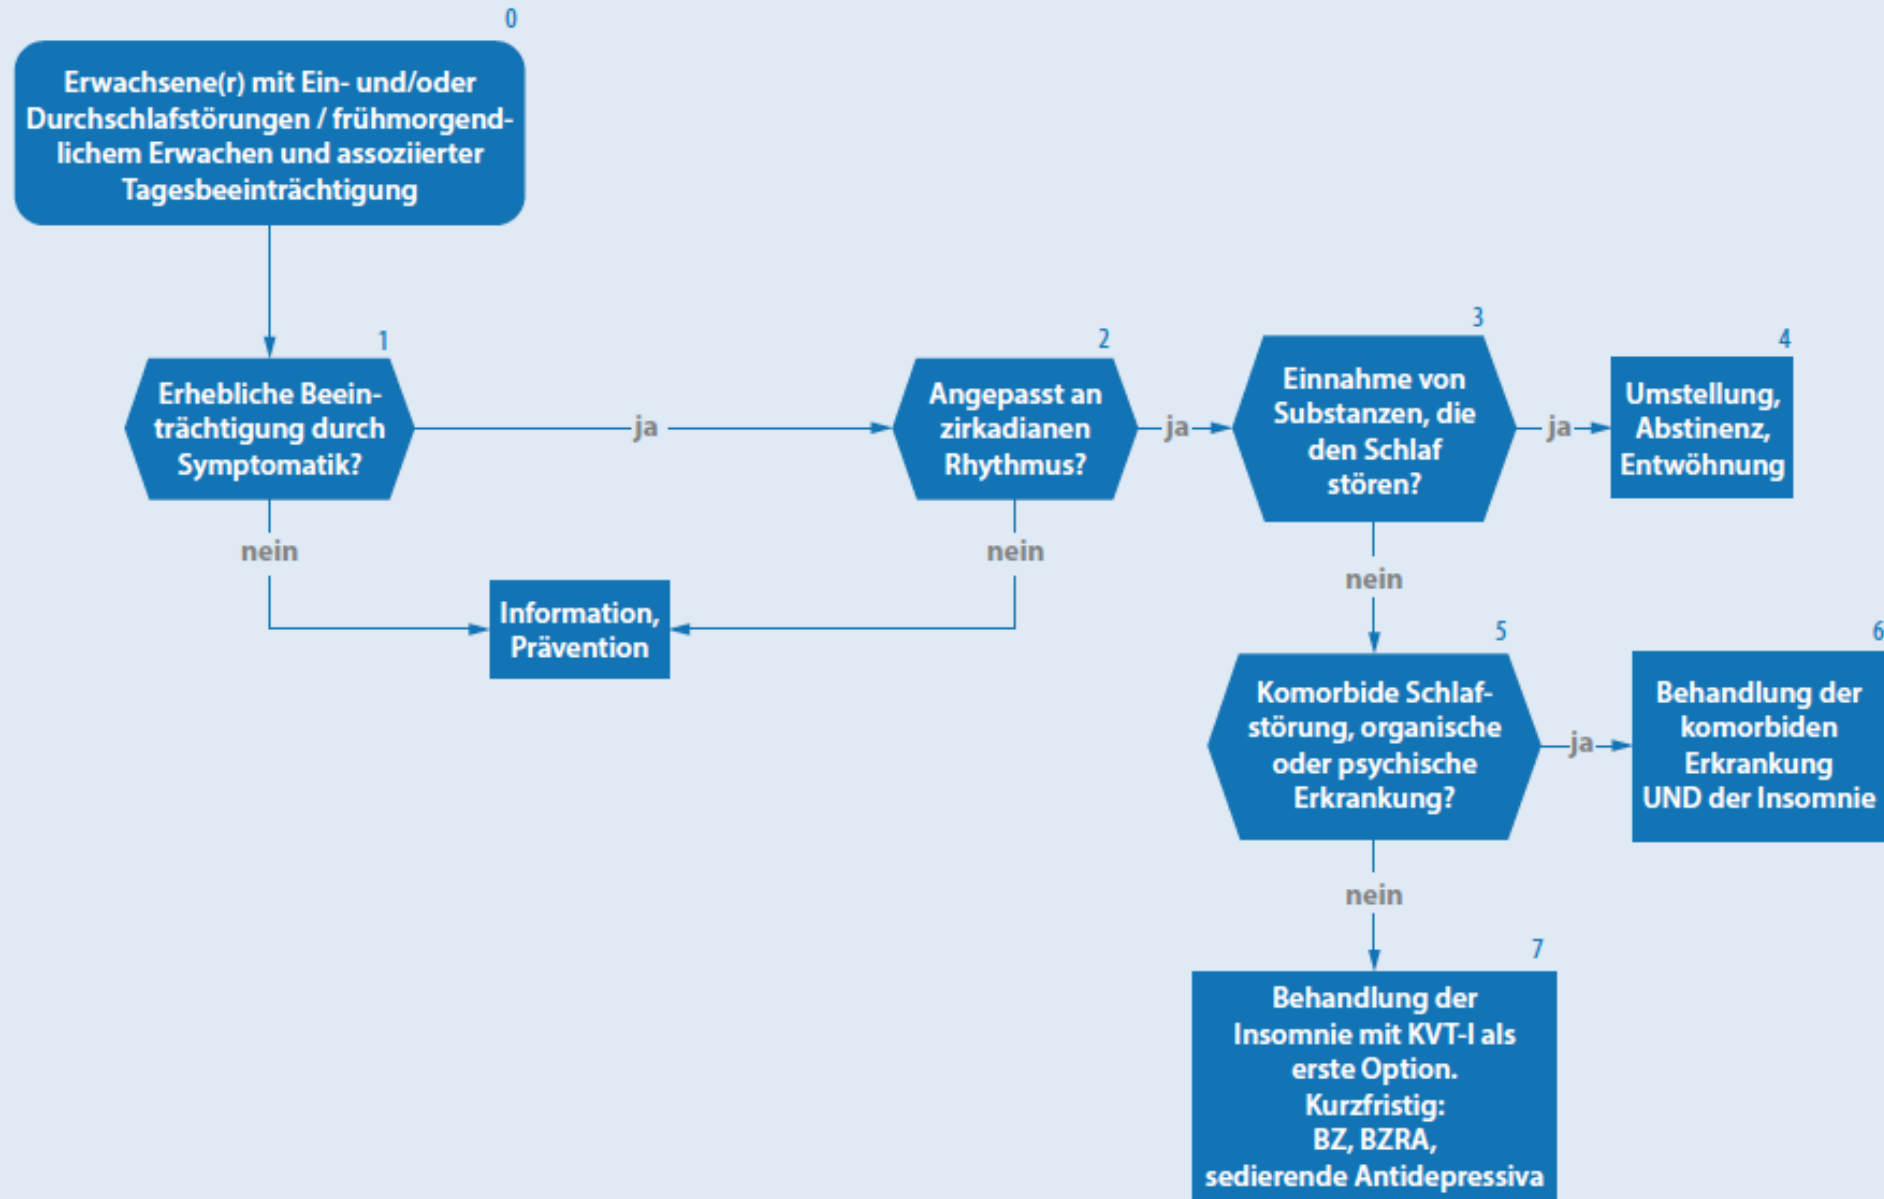 0
Erwachsene(r) mit Ein- und/oder
Durchschlafstörungen / frühmorgend-
lichem Erwachen und assoziierter
Tagesbeeinträchtigung
1
Erhebliche Beein-
trächtigung durch
Symptomatik?
ja
2
Angepasst an
zirkadianen
Rhythmus?
ja
3
Einnahme von
Substanzen, die
den Schlaf
stören?
ja
4
Umstellung,
Abstinenz,
Entwöhnung
nein
nein
nein
Information,
Prävention
5
Komorbide Schlaf-
störung, organische
oder psychische
Erkrankung?
ja
6
Behandlung der
komorbiden
Erkrankung
UND der Insomnie
nein
7
Behandlung der
Insomnie mit KVT-I als
erste Option.
Kurzfristig:
BZ, BZRA,
sedierende Antidepressiva